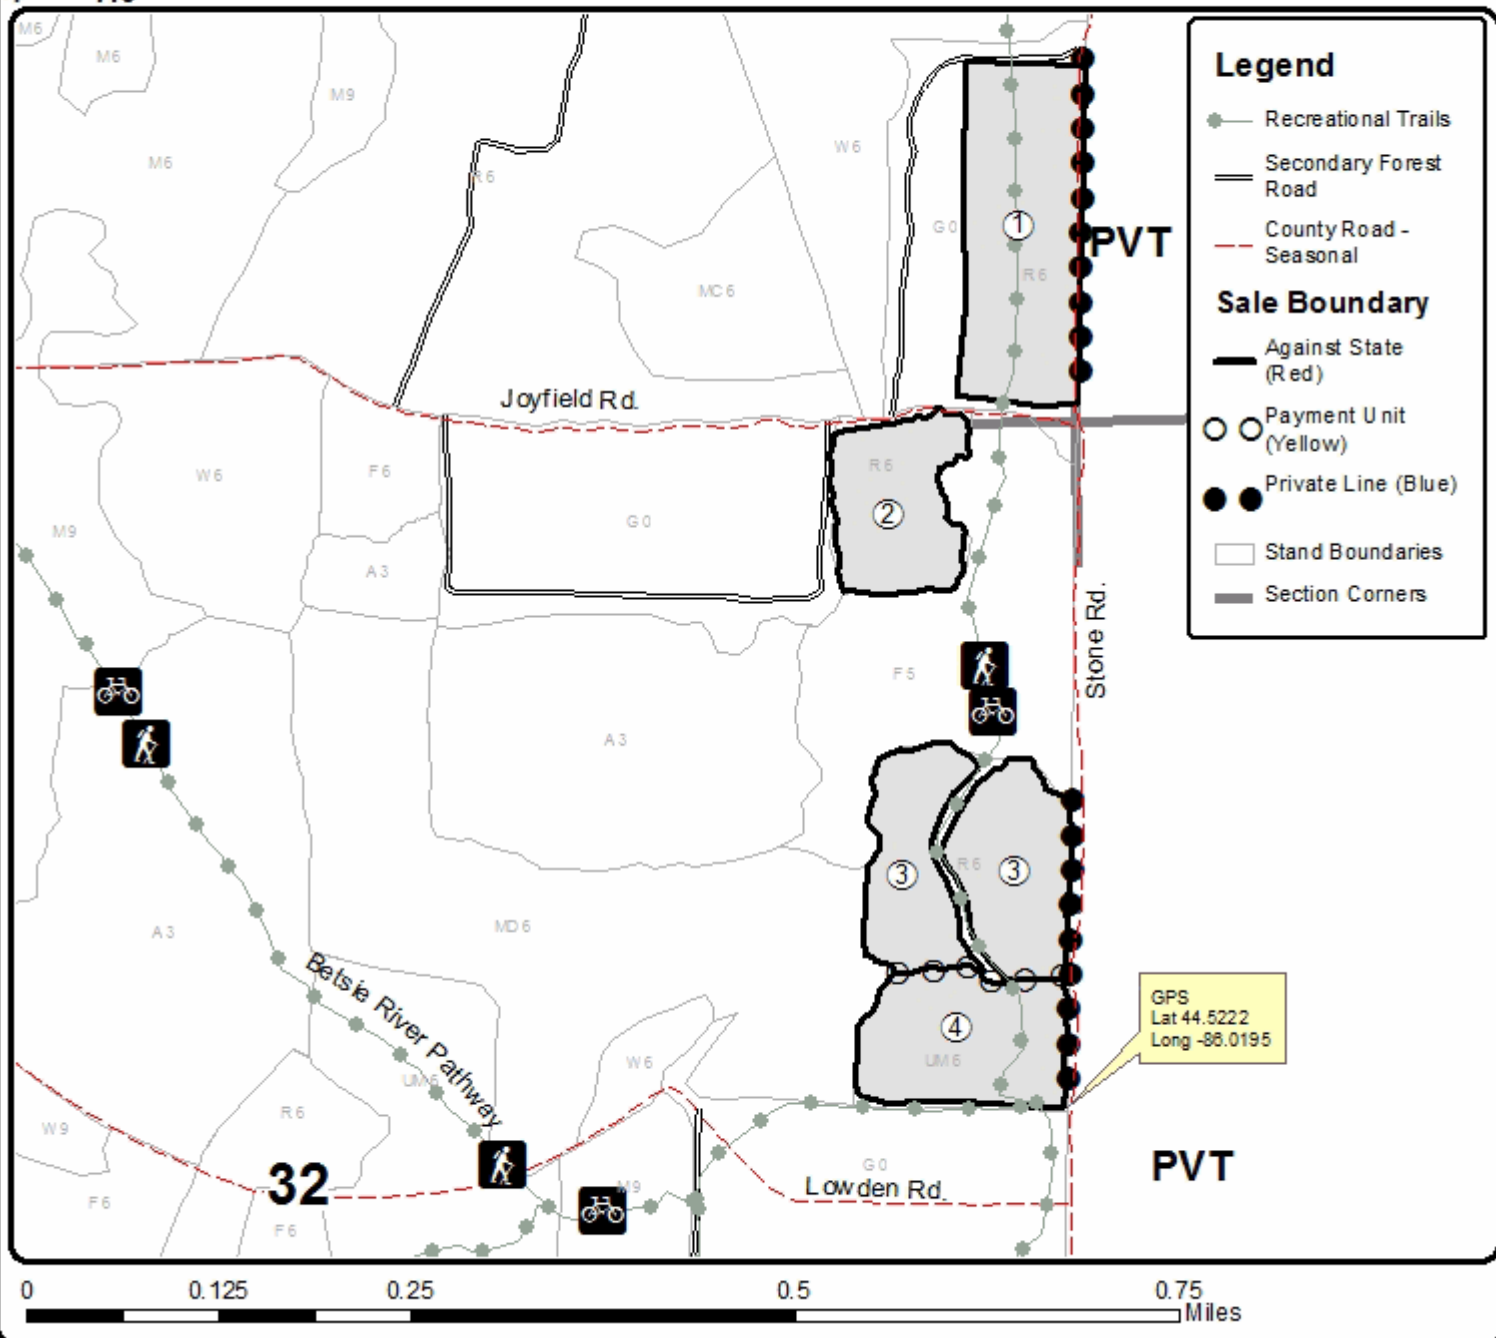 M6
M6
M9
M6
R6
W6
G0
MC6
1
R6
PVT
Legend
Recreational Trails
Secondary Forest
Road
County Road -
Seasonal
Sale Boundary
Against State
(Red)
Payment Unit
(Yellow)
Private Line (Blue)
Stand Boundaries
Section Corners
Joyfield Rd.
W6
F6
M9
G0
A3
R6
2
Stone Rd.
F5
A3
3
R6
3
A3
MD6
Betsie River Pathway
UM6
4
UM6
GPS
Lat 44.5222
Long -86.0195
W6
R6
W9
32
F6
F6
M9
G0
Lowden Rd.
PVT
0
0.125
0.25
0.5
0.75
Miles